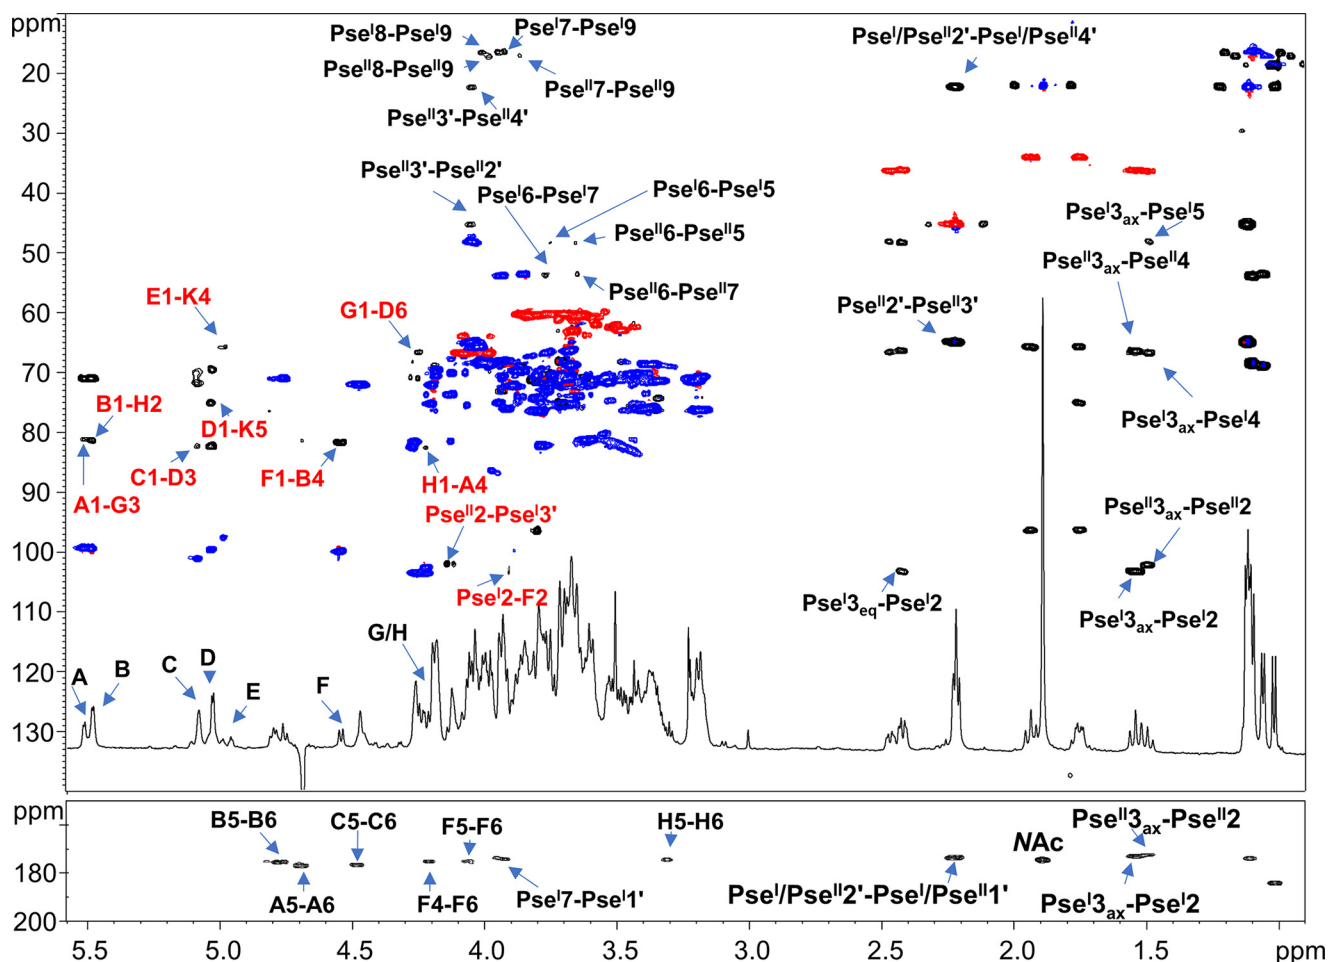 ppm
20
30
40
50
60
70
80
90
100
110
120
130
Pse^I8-Pse^I9
Pse^I7-Pse^I9
Pse^II8-Pse^II9
Pse^II7-Pse^II9
Pse^II3'-Pse^II4'
Pse^I/Pse^II2'-Pse^I/Pse^II4'
Pse^II3'-Pse^II2'
Pse^I6-Pse^I7
Pse^I6-Pse^I5
Pse^II6-Pse^II5
Pse^II6-Pse^II7
Pse^I3ax-Pse^I5
Pse^II3ax-Pse^II4
Pse^II2'-Pse^II3'
Pse^I3ax-Pse^I4
E1-K4
G1-D6
B1-H2
D1-K5
C1-D3
A1-G3
F1-B4
H1-A4
Pse^II2-Pse^I3'
Pse^I2-F2
Pse^II3ax-Pse^II2
Pse^I3eq-Pse^I2
Pse^I3ax-Pse^I2
A
B
C
D
E
F
G/H
ppm
180
200
B5-B6
C5-C6
F5-F6
H5-H6
NAc
Pse^II3ax-Pse^II2
A5-A6
F4-F6
Pse^I7-Pse^I1'
Pse^I/Pse^II2'-Pse^I/Pse^II1'
Pse^I3ax-Pse^I2
5.5 5.0 4.5 4.0 3.5 3.0 2.5 2.0 1.5 ppm